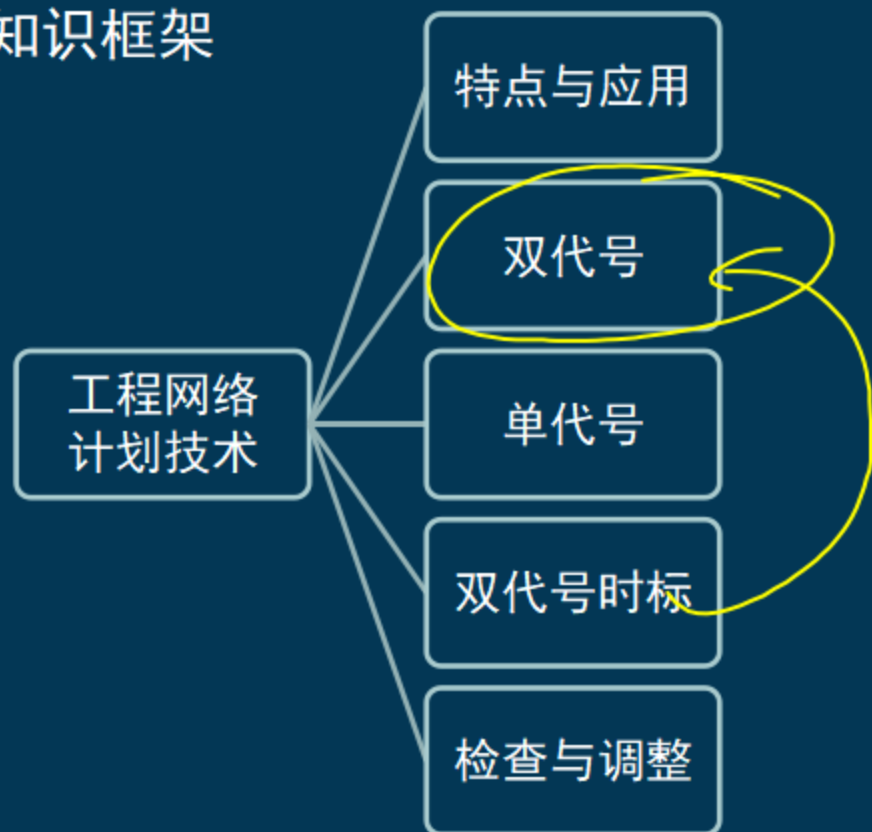 知识框架
特点与应用
双代号
工程网络
计划技术
单代号
双代号时标
检查与调整